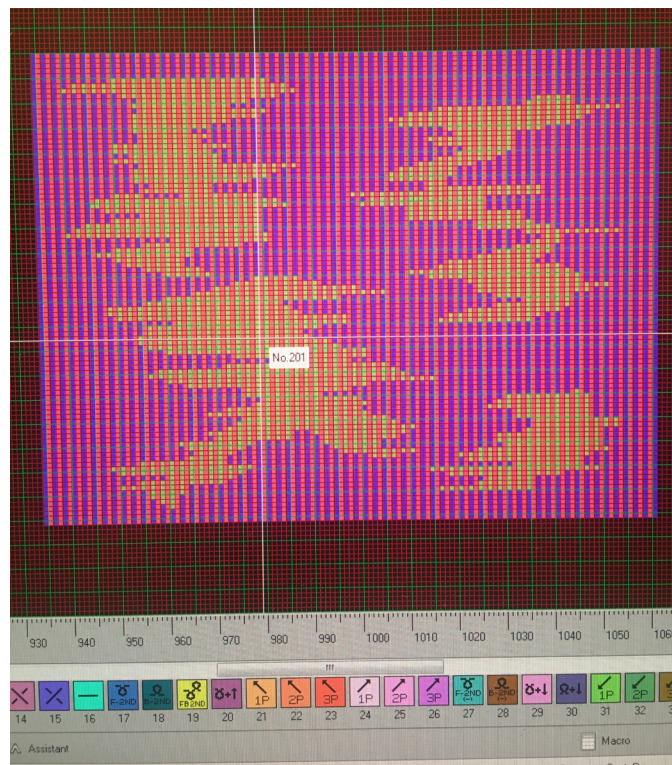 No.201
930 940 950 960 970 980 990 1000 1010 1020 1030 1040 1050
F-2ND B-2ND FB2ND 1P 2P 3P 1P 2P 3P F-2ND (-) B-2ND (-) 1P 2P
14 15 16 17 18 19 20 21 22 23 24 25 26 27 28 29 30 31 32
Assistant Macro